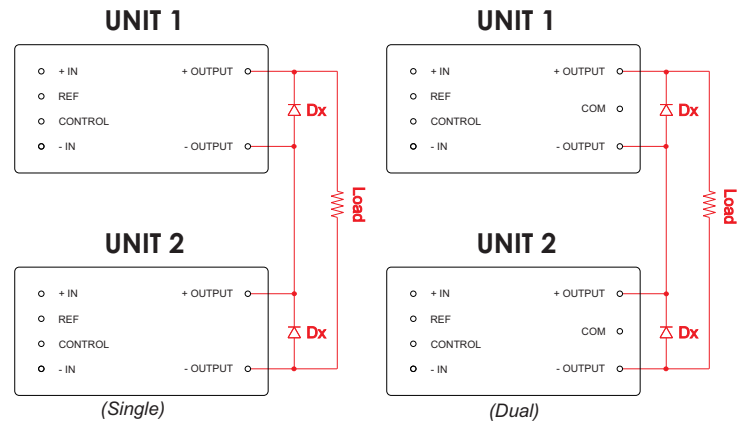 UNIT 1
+ IN
+ OUTPUT
REF
Dx
CONTROL
- IN
- OUTPUT
Load
UNIT 2
+ IN
+ OUTPUT
REF
Dx
CONTROL
- IN
- OUTPUT
(Single)
UNIT 1
+ IN
+ OUTPUT
REF
COM
Dx
CONTROL
- IN
- OUTPUT
Load
UNIT 2
+ IN
+ OUTPUT
REF
COM
Dx
CONTROL
- IN
- OUTPUT
(Dual)